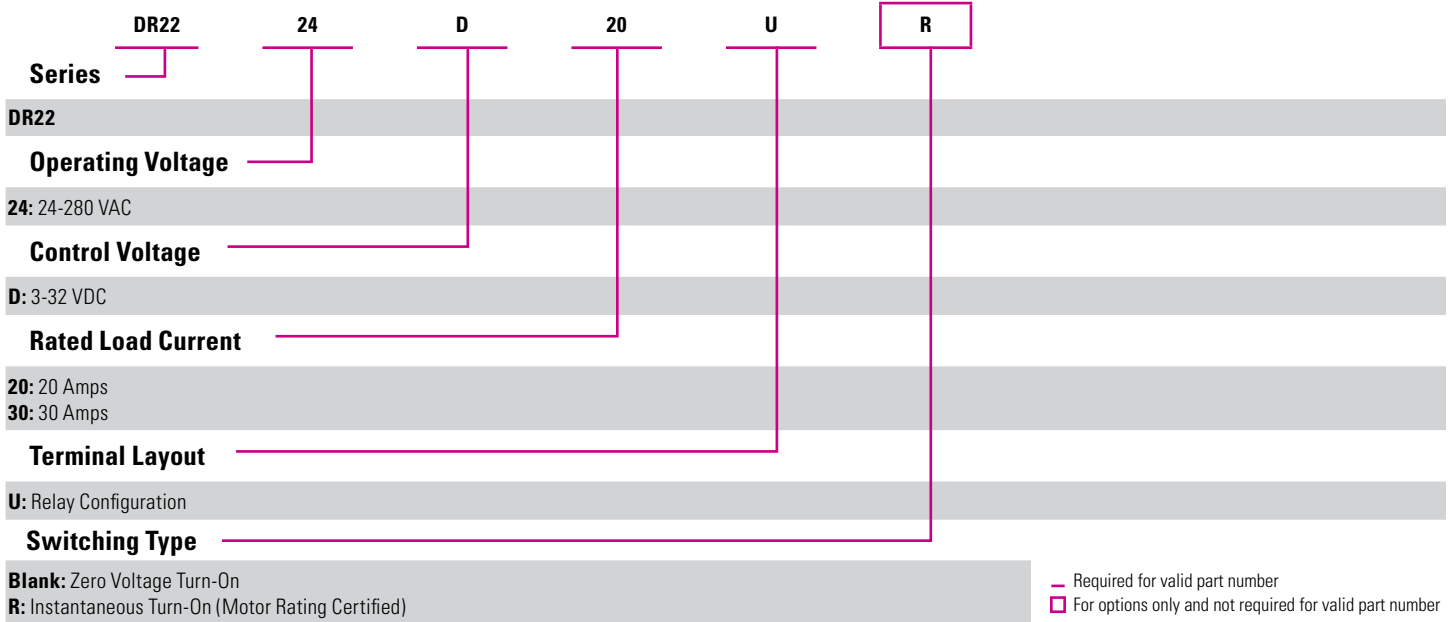 DR22 24 D 20 U R
Series
DR22
Operating Voltage
24: 24-280 VAC
Control Voltage
D: 3-32 VDC
Rated Load Current
20: 20 Amps
30: 30 Amps
Terminal Layout
U: Relay Configuration
Switching Type
Blank: Zero Voltage Turn-On
R: Instantaneous Turn-On (Motor Rating Certified)
Required for valid part number
For options only and not required for valid part number